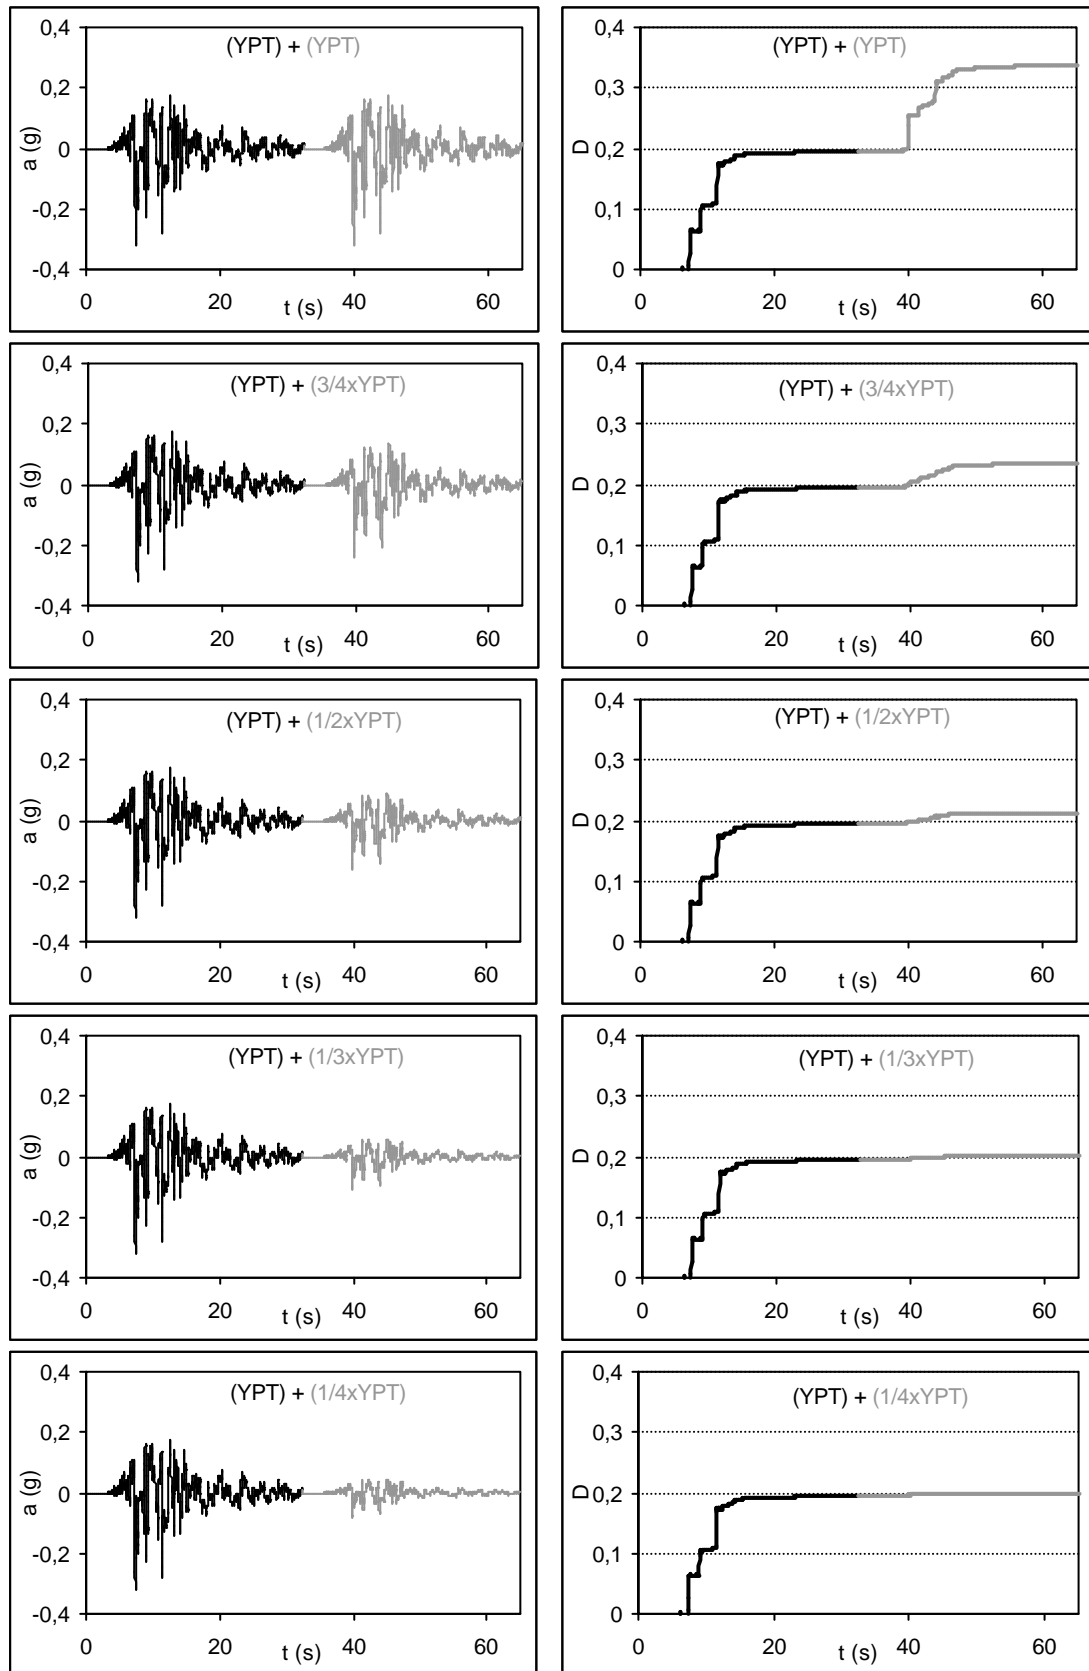 0,4
(YPT) + (YPT)
0,2
a (g)
0
-0,2
-0,4
0 20 40 60
t (s)
0,4
(YPT) + (YPT)
0,3
D
0,2
0,1
0
0 20 40 60
t (s)
0,4
(YPT) + (3/4xYPT)
0,2
a (g)
0
-0,2
-0,4
0 20 40 60
t (s)
0,4
(YPT) + (3/4xYPT)
0,3
D
0,2
0,1
0
0 20 40 60
t (s)
0,4
(YPT) + (1/2xYPT)
0,2
a (g)
0
-0,2
-0,4
0 20 40 60
t (s)
0,4
(YPT) + (1/2xYPT)
0,3
D
0,2
0,1
0
0 20 40 60
t (s)
0,4
(YPT) + (1/3xYPT)
0,2
a (g)
0
-0,2
-0,4
0 20 40 60
t (s)
0,4
(YPT) + (1/3xYPT)
0,3
D
0,2
0,1
0
0 20 40 60
t (s)
0,4
(YPT) + (1/4xYPT)
0,2
a (g)
0
-0,2
-0,4
0 20 40 60
t (s)
0,4
(YPT) + (1/4xYPT)
0,3
D
0,2
0,1
0
0 20 40 60
t (s)